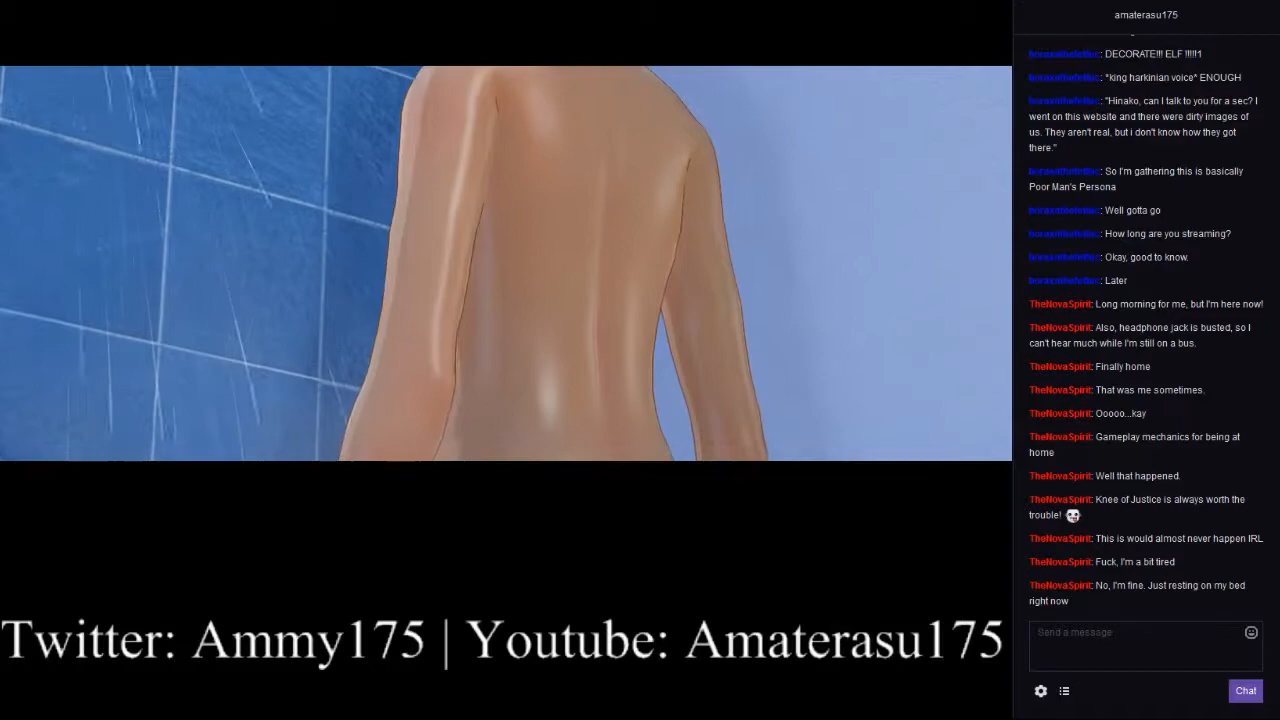 amaterasu175
: DECORATE!!! ELF !!!!!1
: *king harkinian voice* ENOUGH
: "Hinako, can I talk to you for a sec? I
went on this website and there were dirty images of
us. They aren't real, but i don't know how they got
there."
: So I'm gathering this is basically
Poor Man's Persona
: Well gotta go
: How long are you streaming?
: Okay, good to know.
: Later
TheNovaSpirit: Long morning for me, but I'm here now!
TheNovaSpirit: Also, headphone jack is busted, so I
can't hear much while I'm still on a bus.
TheNovaSpirit: Finally home
TheNovaSpirit: That was me sometimes.
TheNovaSpirit: Ooooo...kay
TheNovaSpirit: Gameplay mechanics for being at
home
TheNovaSpirit: Well that happened.
TheNovaSpirit: Knee of Justice is always worth the
trouble!
TheNovaSpirit: This is would almost never happen IRL
TheNovaSpirit: Fuck, I'm a bit tired
TheNovaSpirit: No, I'm fine. Just resting on my bed
right now
Send a message
Chat
Twitter: Ammy175 | Youtube: Amaterasu175